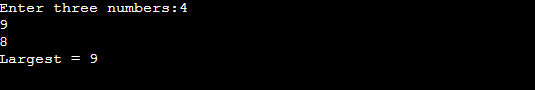 Enter three numbers:4
9
8
Largest = 9